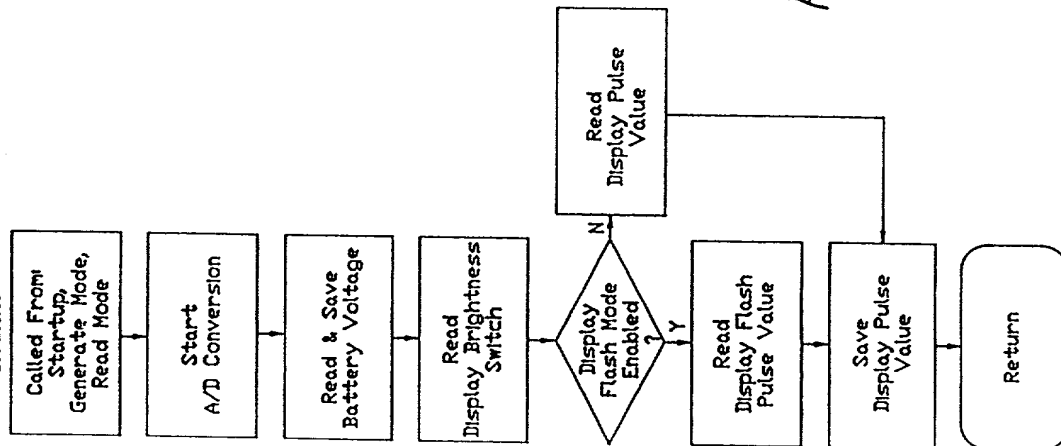 Called From:
Startup,
Generate Mode,
Read Mode
Start
A/D Conversion
Read & Save
Battery Voltage
Read
Display Brightness
Switch
Display
Flash Mode
Enabled
?
N
Read
Display Pulse
Value
Y
Read
Display Flash
Pulse Value
Save
Display Pulse
Value
Return